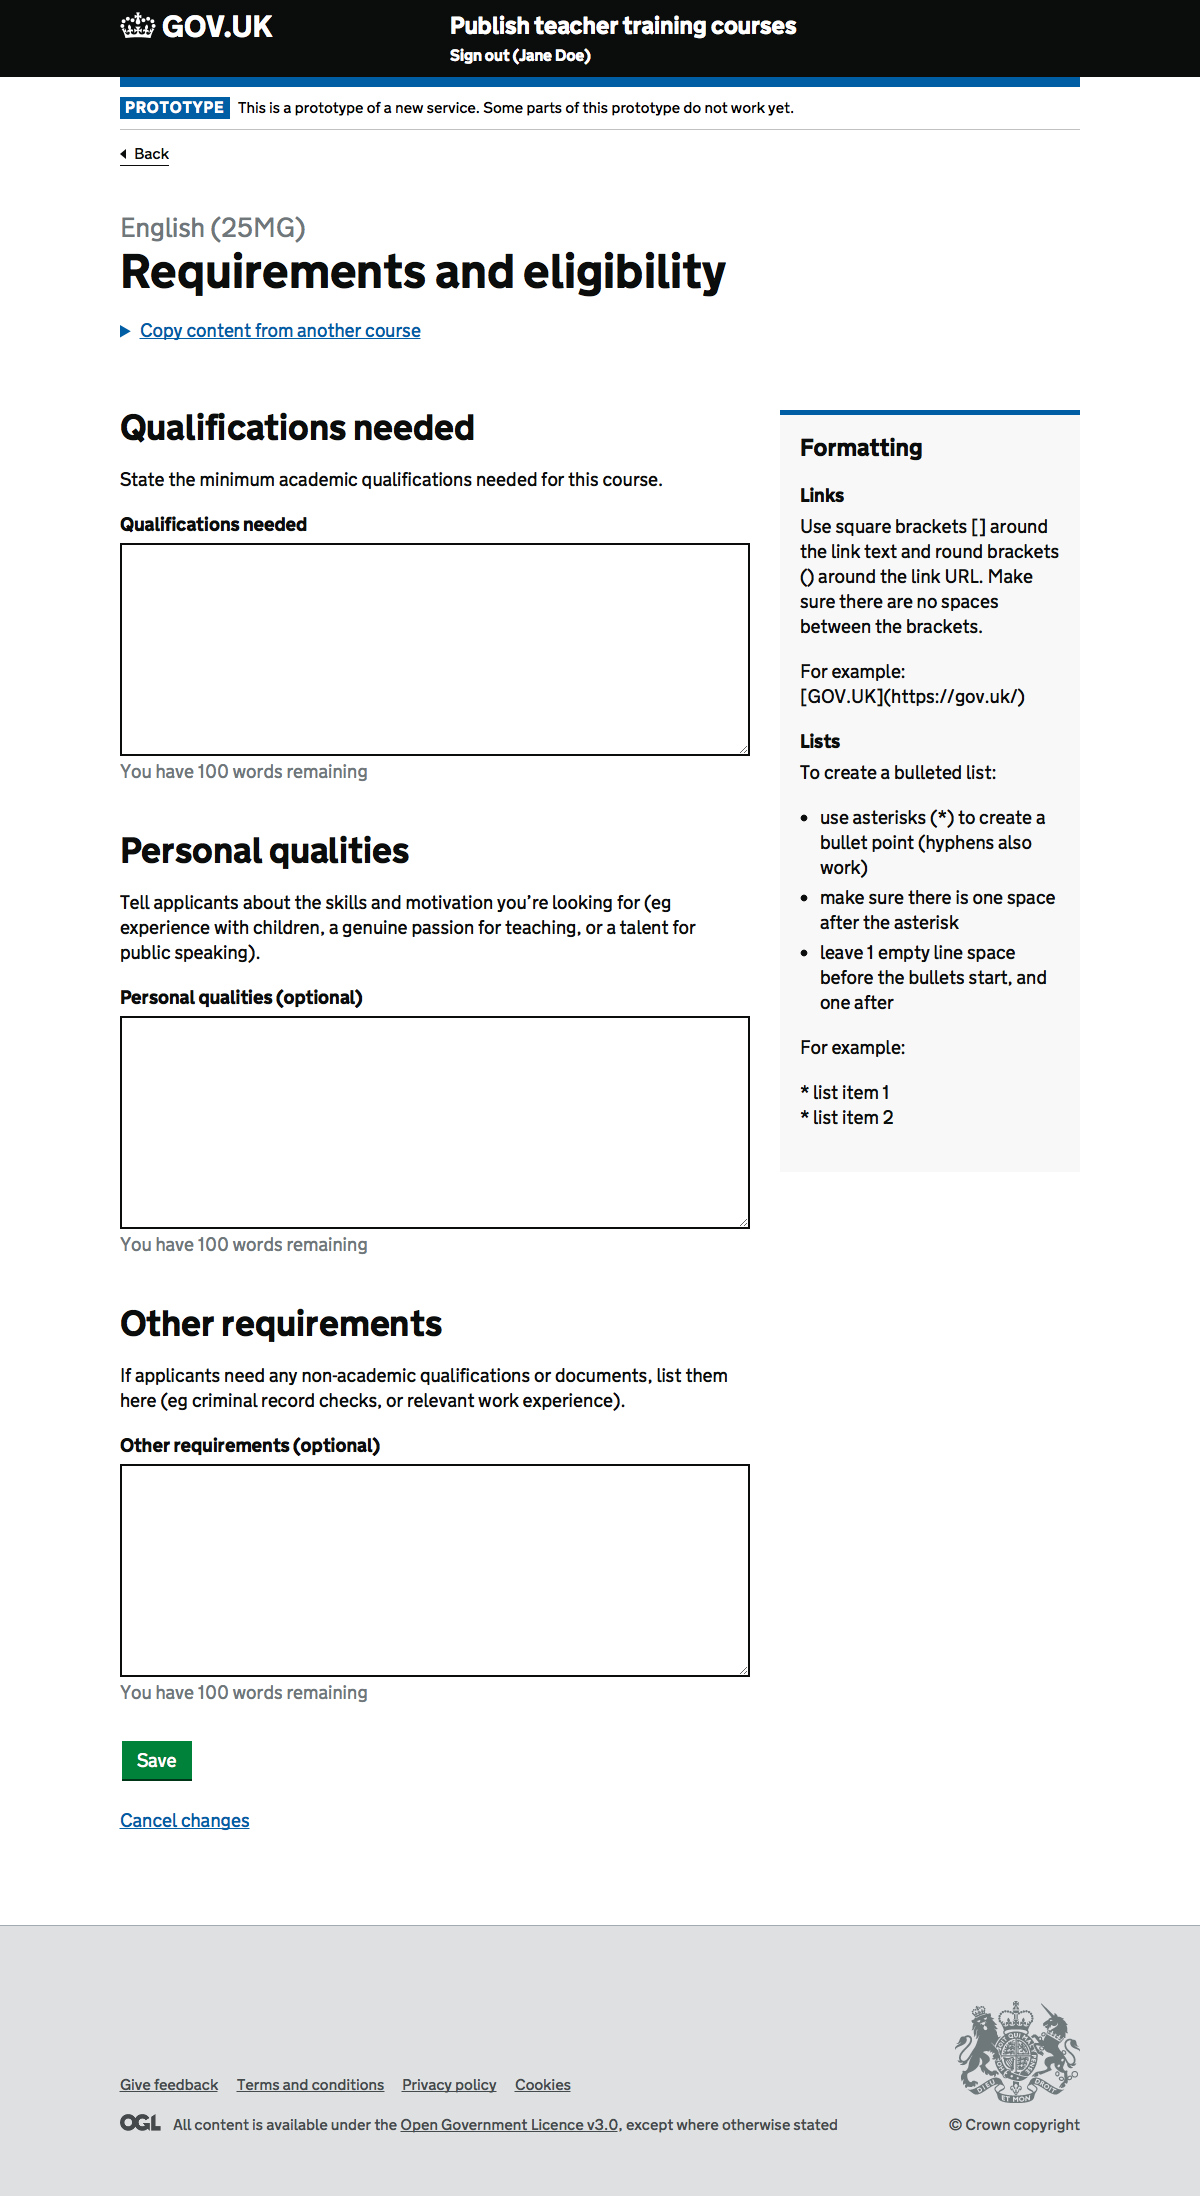 GOV.UK
Publish teacher training courses
Sign out (Jane Doe)
PROTOTYPE This is a prototype of a new service. Some parts of this prototype do not work yet.
Back
English (25MG)
Requirements and eligibility
Copy content from another course
Qualifications needed
State the minimum academic qualifications needed for this course.
Qualifications needed
You have 100 words remaining
Personal qualities
Tell applicants about the skills and motivation you’re looking for (eg
experience with children, a genuine passion for teaching, or a talent for
public speaking).
Personal qualities (optional)
You have 100 words remaining
Other requirements
If applicants need any non-academic qualifications or documents, list them
here (eg criminal record checks, or relevant work experience).
Other requirements (optional)
You have 100 words remaining
Save
Cancel changes
Formatting
Links
Use square brackets [] around
the link text and round brackets
() around the link URL. Make
sure there are no spaces
between the brackets.
For example:
[GOV.UK](https://gov.uk/)
Lists
To create a bulleted list:
• use asterisks (*) to create a
bullet point (hyphens also
work)
• make sure there is one space
after the asterisk
• leave 1 empty line space
before the bullets start, and
one after
For example:
* list item 1
* list item 2
Give feedback Terms and conditions Privacy policy Cookies
OGL All content is available under the Open Government Licence v3.0, except where otherwise stated
DIEU ET MON DROIT
© Crown copyright